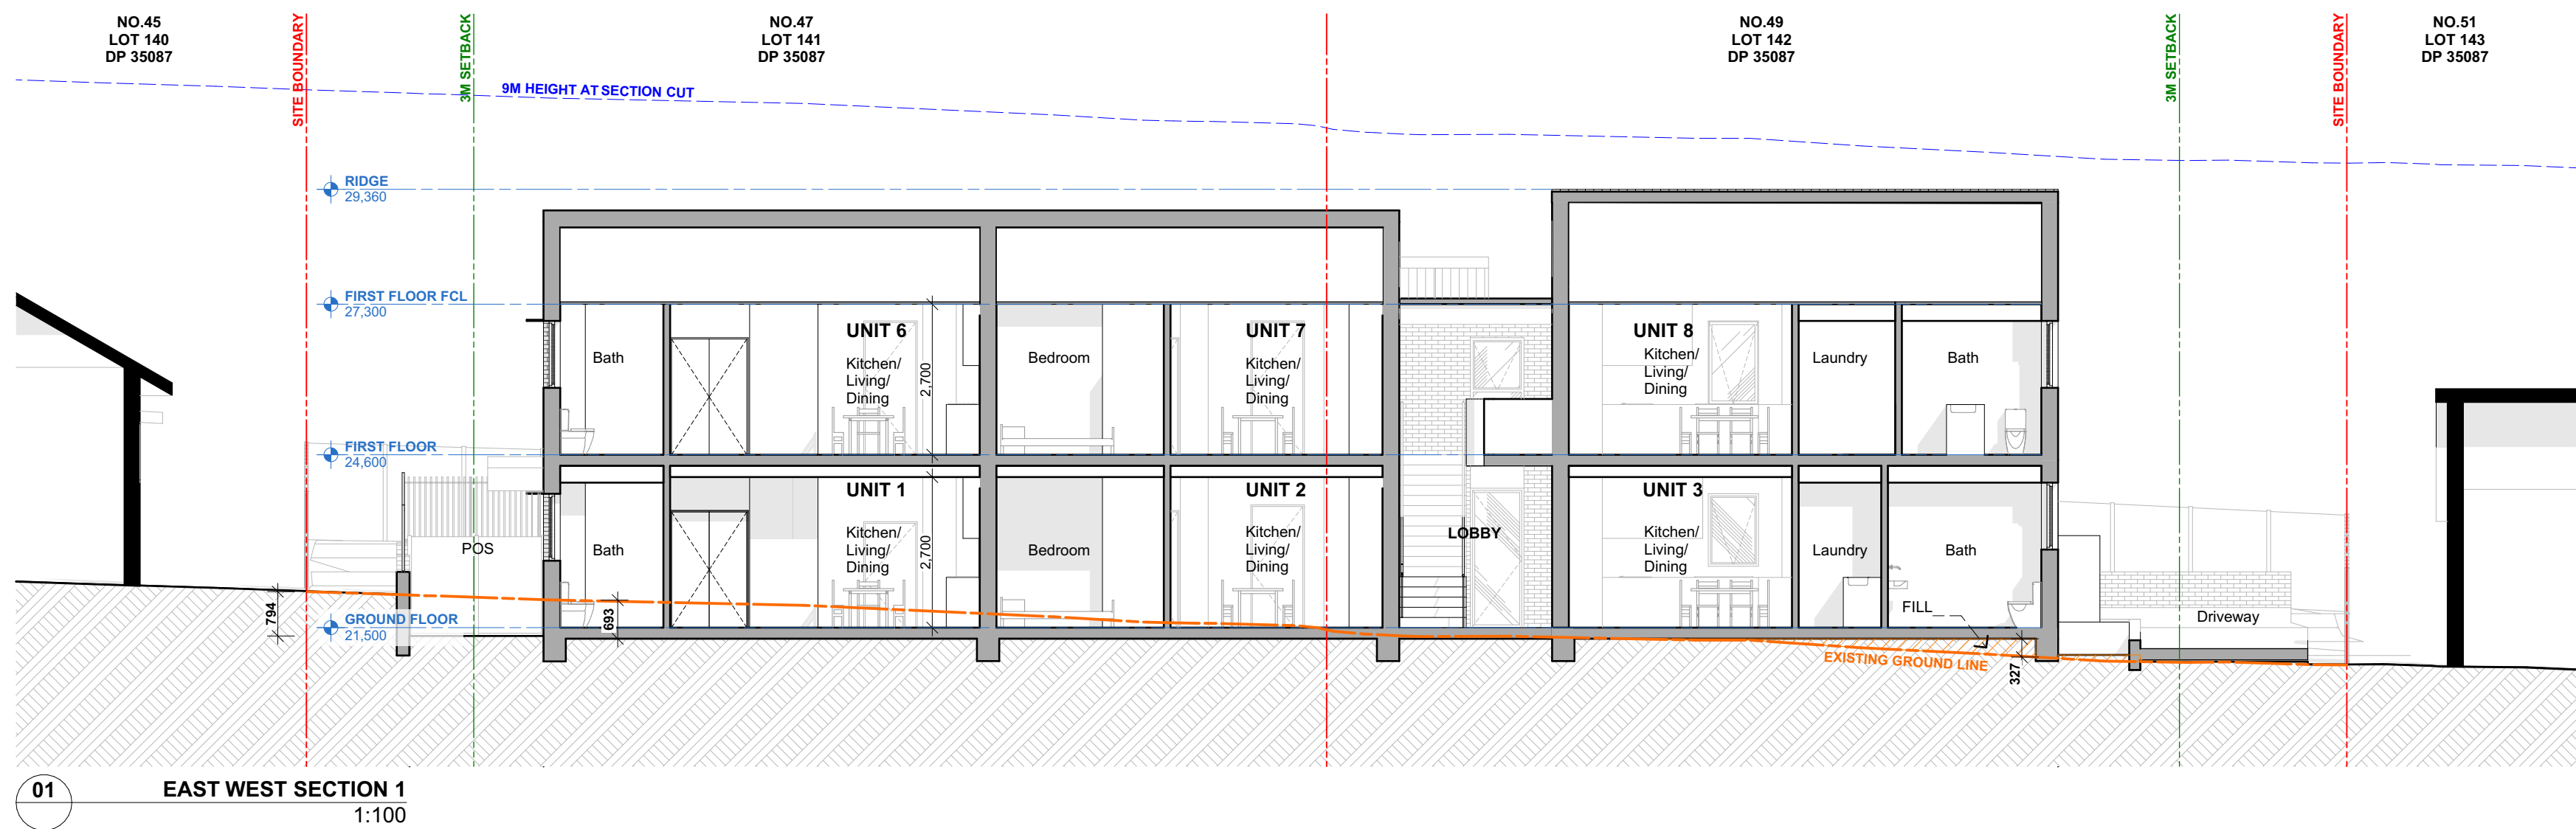 NO.45
LOT 140
DP 35087
SITE BOUNDARY
3M SETBACK
NO.47
LOT 141
DP 35087
NO.49
LOT 142
DP 35087
3M SETBACK
SITE BOUNDARY
NO.51
LOT 143
DP 35087
9M HEIGHT AT SECTION CUT
RIDGE
29,360
FIRST FLOOR FCL
27,300
UNIT 6
UNIT 7
UNIT 8
Bath
Kitchen/
Living/
Dining
2,700
Bedroom
Kitchen/
Living/
Dining
Kitchen/
Living/
Dining
Laundry
Bath
FIRST FLOOR
24,600
UNIT 1
UNIT 2
UNIT 3
POS
Bath
Kitchen/
Living/
Dining
2,700
Bedroom
Kitchen/
Living/
Dining
LOBBY
Kitchen/
Living/
Dining
Laundry
Bath
794
GROUND FLOOR
21,500
693
FILL
Driveway
EXISTING GROUND LINE
327
01
EAST WEST SECTION 1
1:100